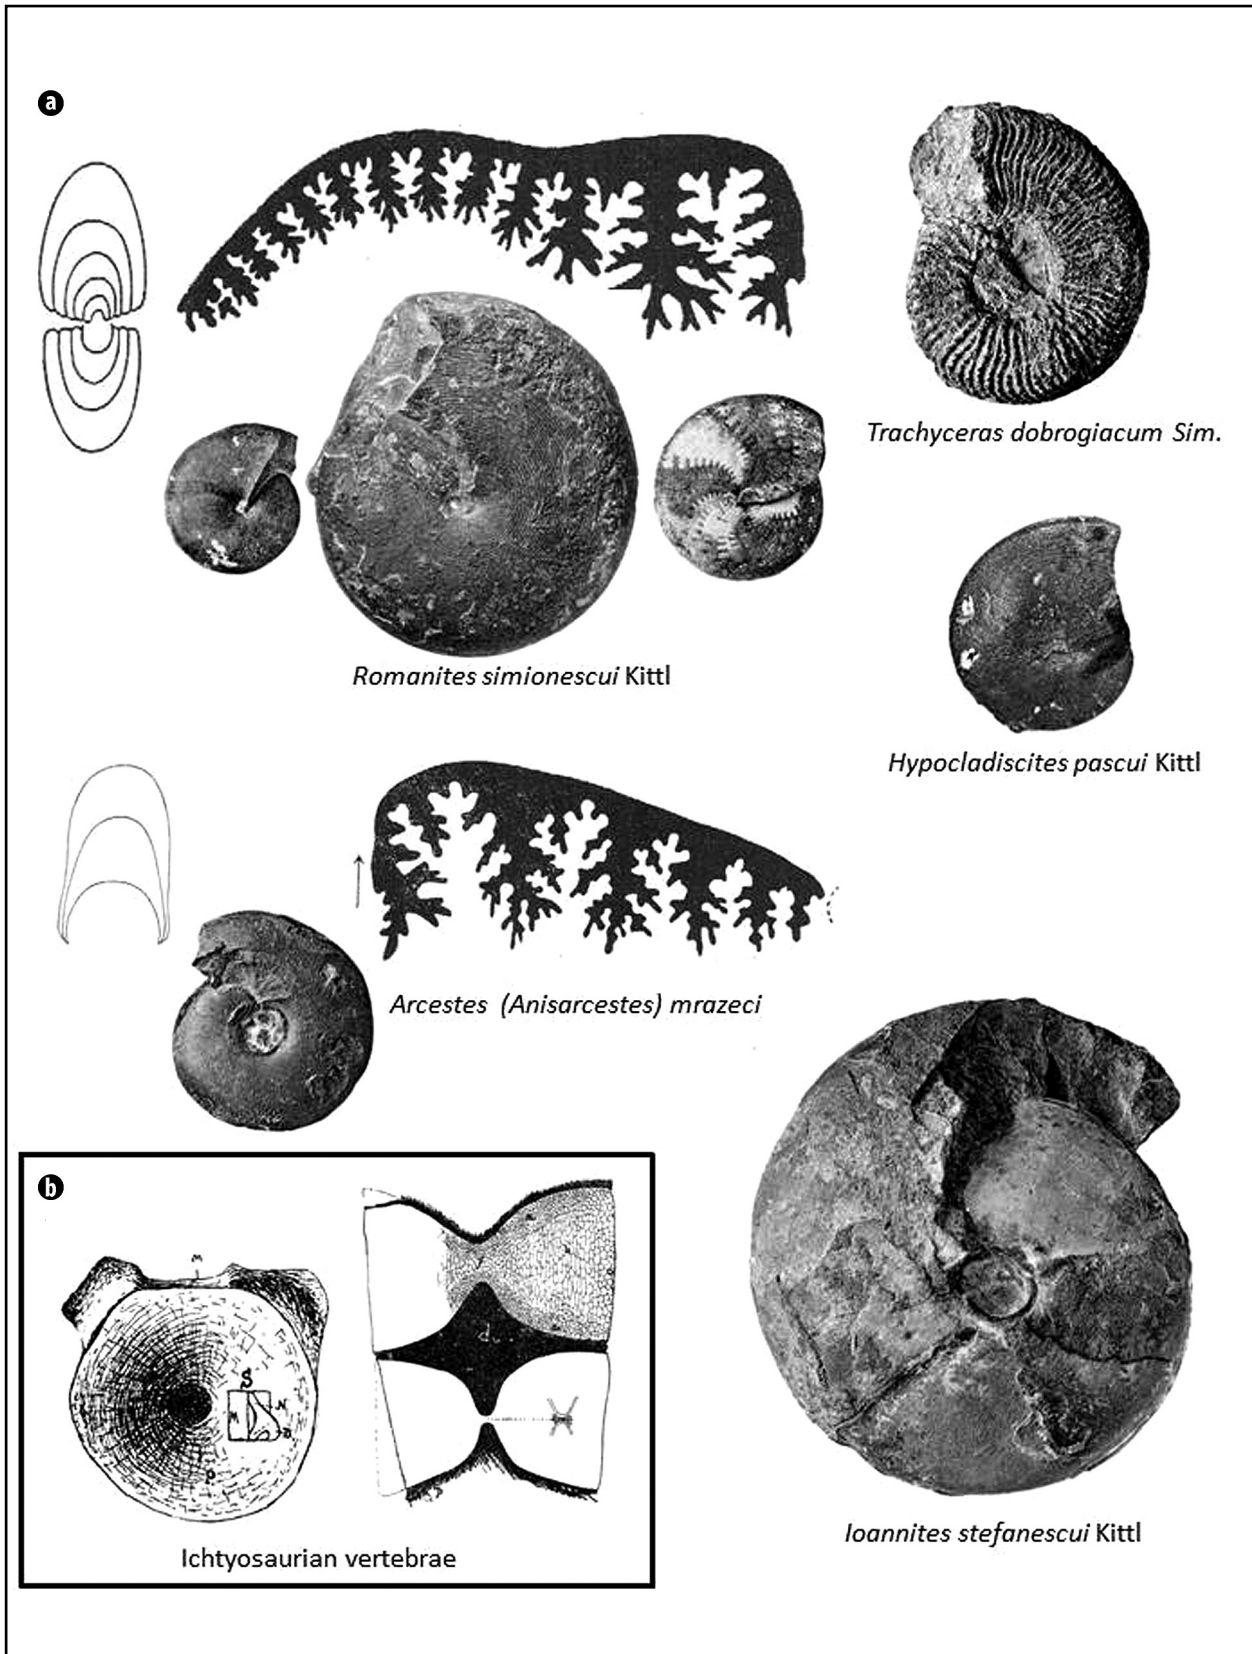 a
Trachyceras dobrogiacum Sim.
Romanites simionescui Kittl
Hypocladiscites pascui Kittl
Arcestes (Anisarcestes) mrazeci
Ioannites stefanescui Kittl
b
M
S
M
N
P
d
Ichtyosaurian vertebrae